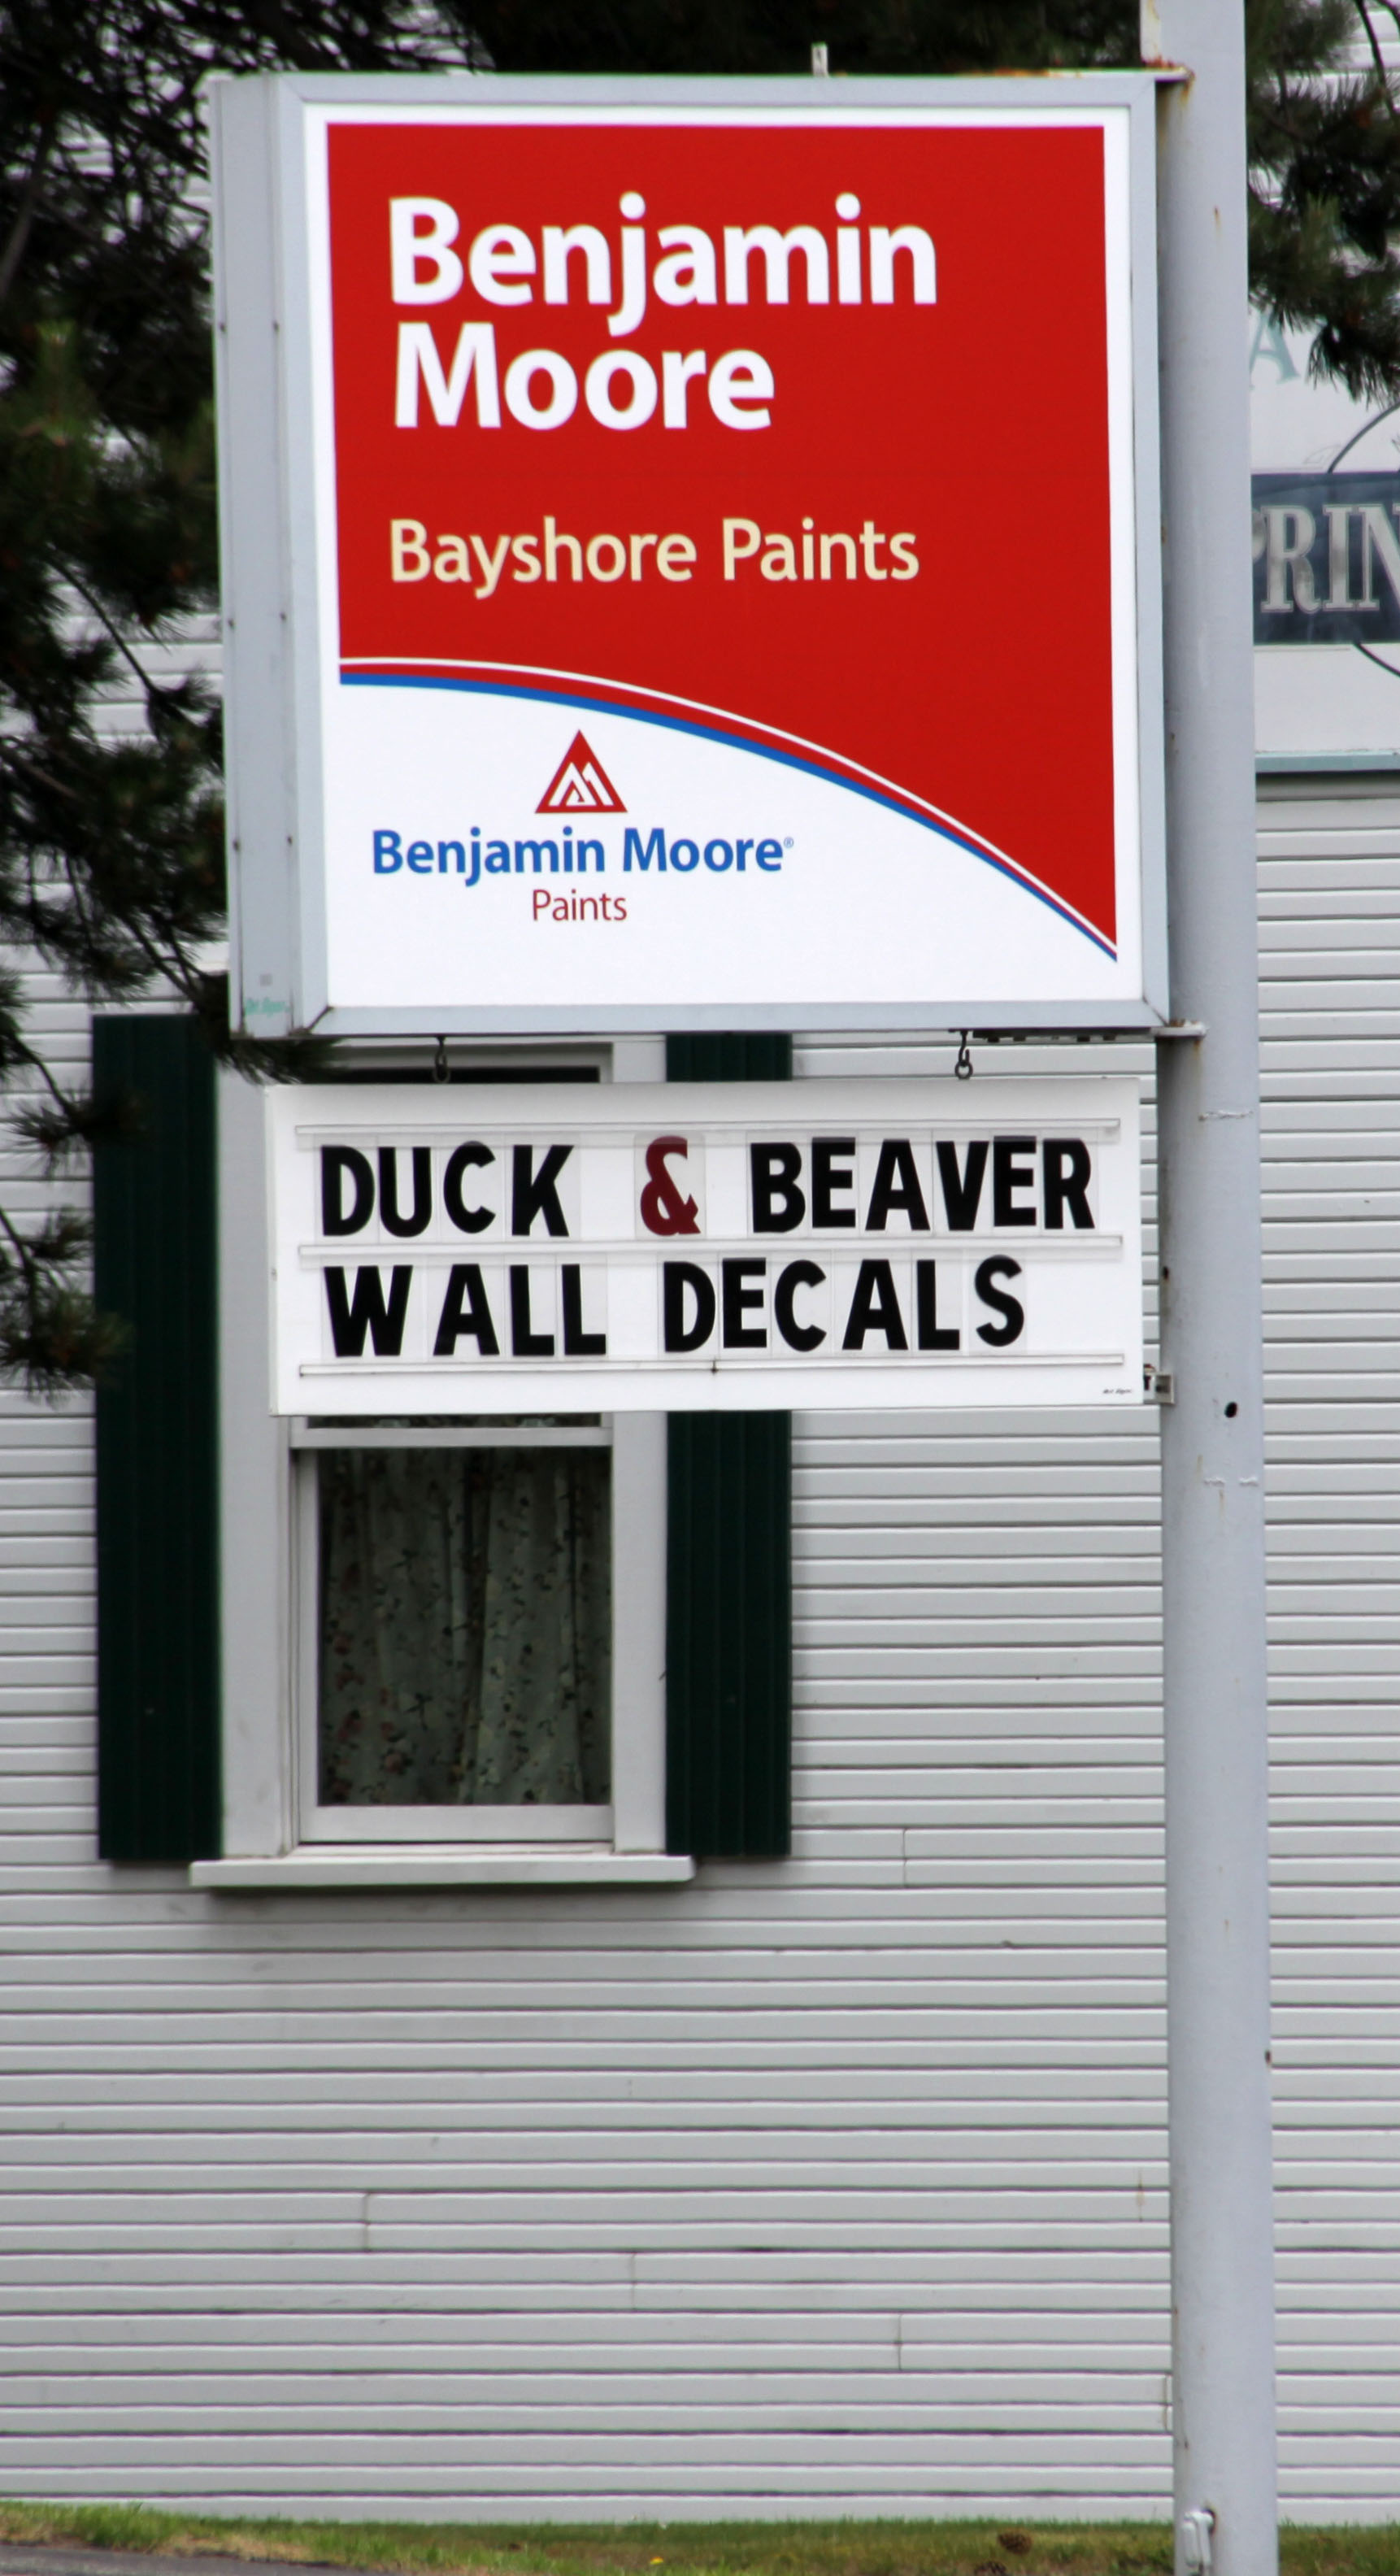 Benjamin
Moore
Bayshore Paints
Benjamin Moore®
Paints
DUCK & BEAVER
WALL DECALS